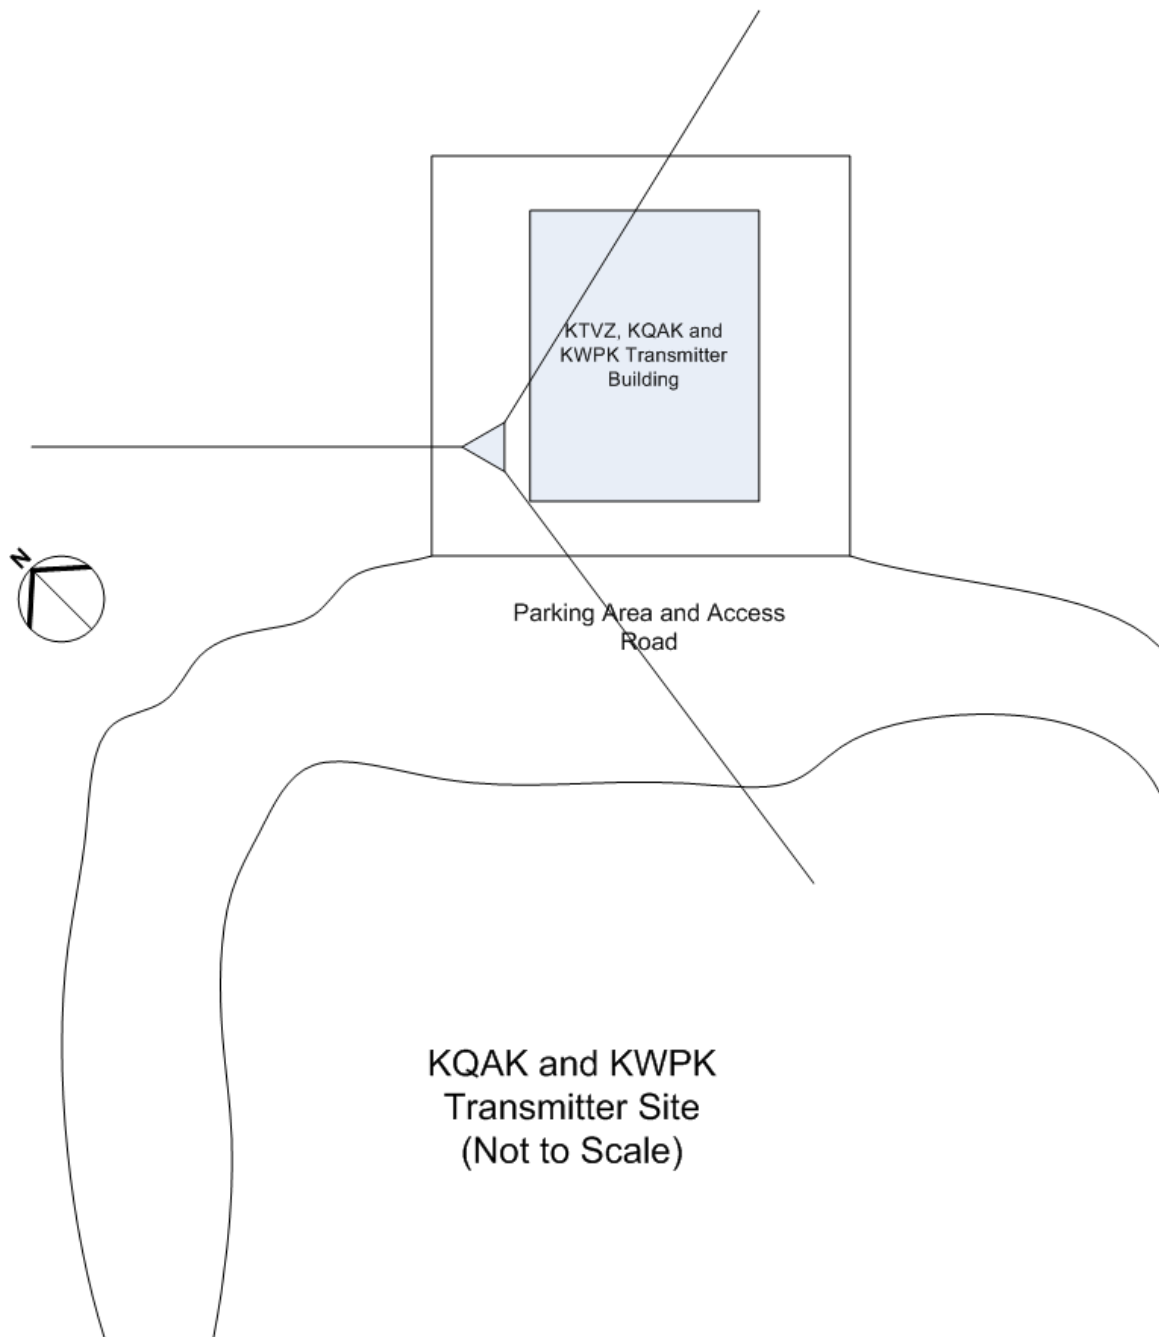 KTVZ, KQAK and
KWPK Transmitter
Building
N
Parking Area and Access
Road
KQAK and KWPK
Transmitter Site
(Not to Scale)